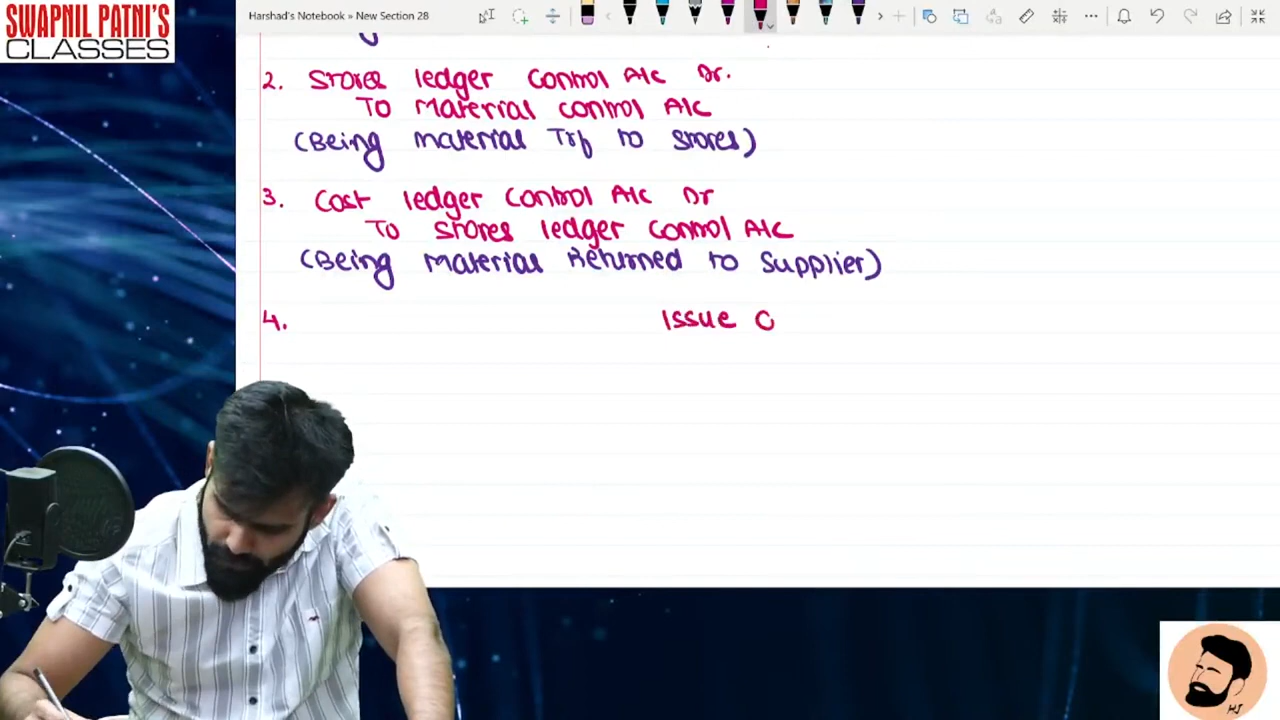 SWAPNIL PATNI'S
CLASSES
Harshad's Notebook » New Section 28
2. Stores ledger Control A/c Dr.
To Material control A/c
(Being material Trf to stores)
3. Cost ledger Control A/c Dr
To stores ledger control A/c
(Being Material Returned to Supplier)
4. Issue O
HJ